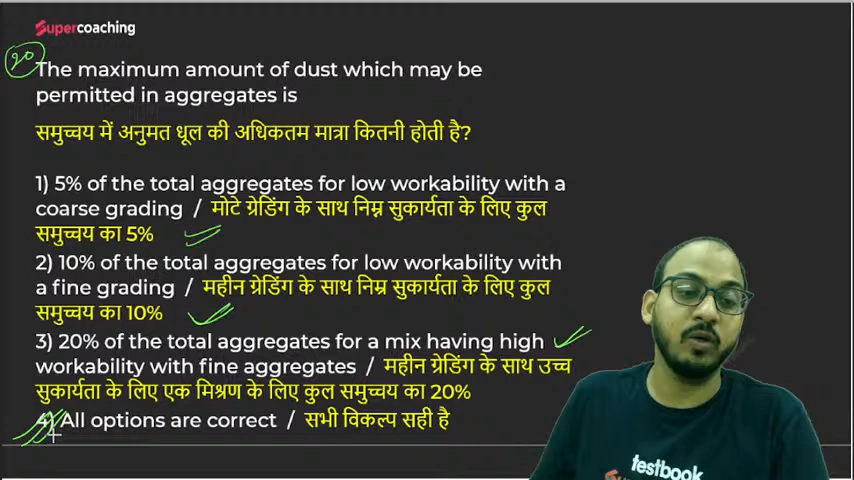 Supercoaching
20
The maximum amount of dust which may be
permitted in aggregates is
समुच्चय में अनुमत धूल की अधिकतम मात्रा कितनी होती है?
1) 5% of the total aggregates for low workability with a
coarse grading / मोटे ग्रेडिंग के साथ निम्न सुकार्यता के लिए कुल
समुच्चय का 5%
2) 10% of the total aggregates for low workability with
a fine grading / महीन ग्रेडिंग के साथ निम्न सुकार्यता के लिए कुल
समुच्चय का 10%
3) 20% of the total aggregates for a mix having high
workability with fine aggregates / महीन ग्रेडिंग के साथ उच्च
सुकार्यता के लिए एक मिश्रण के लिए कुल समुच्चय का 20%
4) All options are correct / सभी विकल्प सही है
testbook